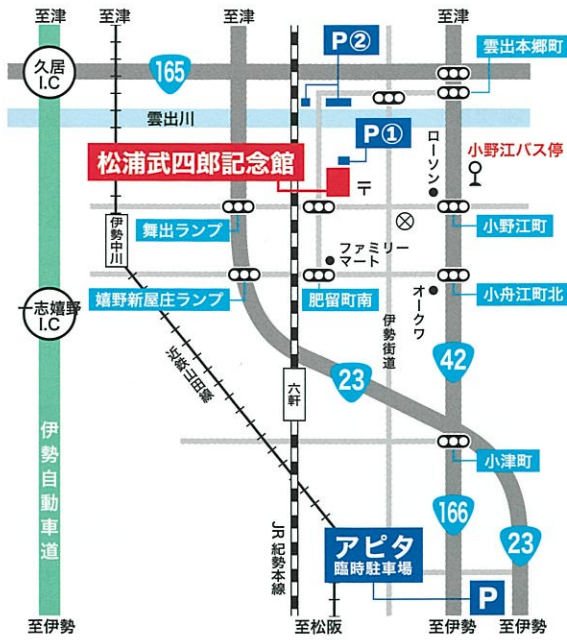 至津
至津
至津
至津
久居
I.C
165
P②
雲出本郷町
雲出川
P①
松浦武四郎記念館
〒
ローソン
小野江バス停
舞出ランプ
小野江町
伊勢中川
ファミリー
マート
一志嬉野
I.C
嬉野新屋庄ランプ
肥留町南
オークワ
小舟江町北
伊勢街道
近鉄山田線
23
42
六軒
伊勢自動車道
小津町
JR紀勢本線
166
23
アピタ
臨時駐車場
P
至伊勢
至松阪
至伊勢
至伊勢